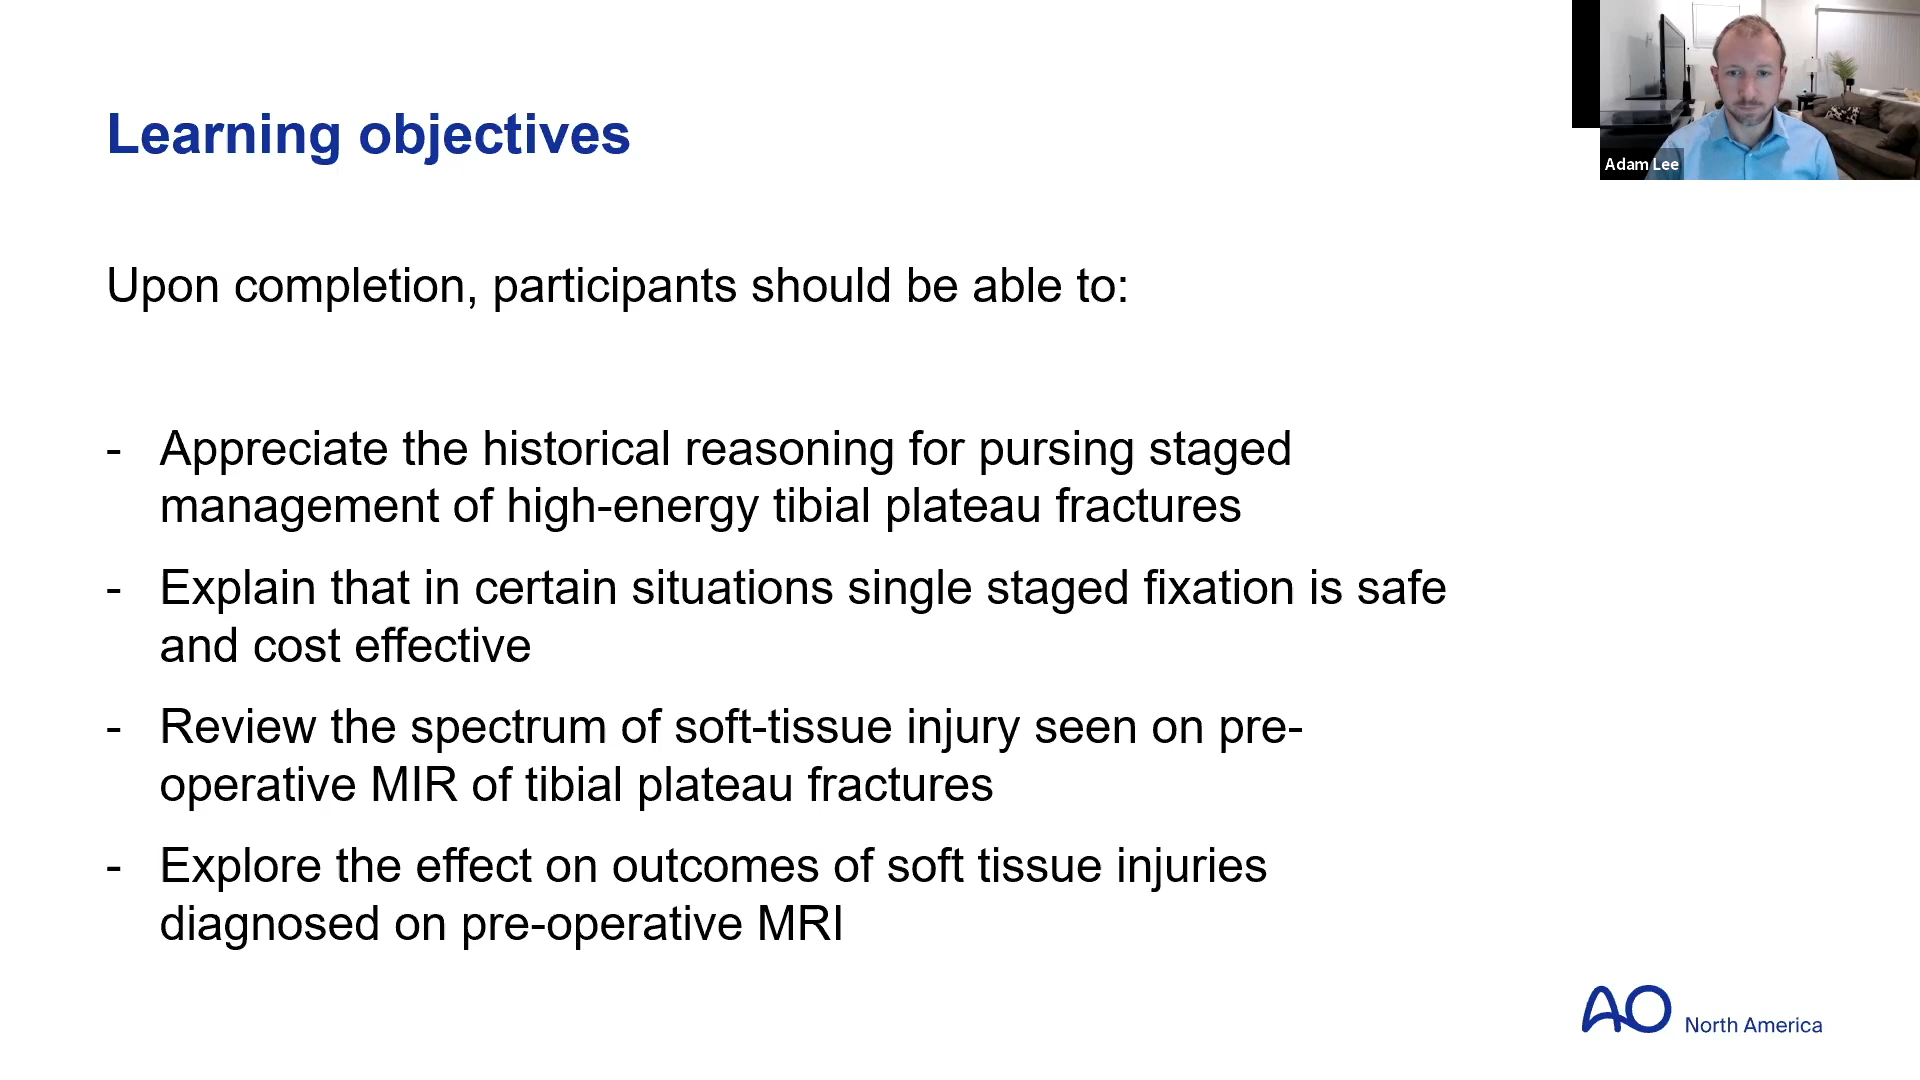 Learning objectives
Adam Lee
Upon completion, participants should be able to:
- Appreciate the historical reasoning for pursing staged
management of high-energy tibial plateau fractures
- Explain that in certain situations single staged fixation is safe
and cost effective
- Review the spectrum of soft-tissue injury seen on pre-
operative MIR of tibial plateau fractures
- Explore the effect on outcomes of soft tissue injuries
diagnosed on pre-operative MRI
AO North America